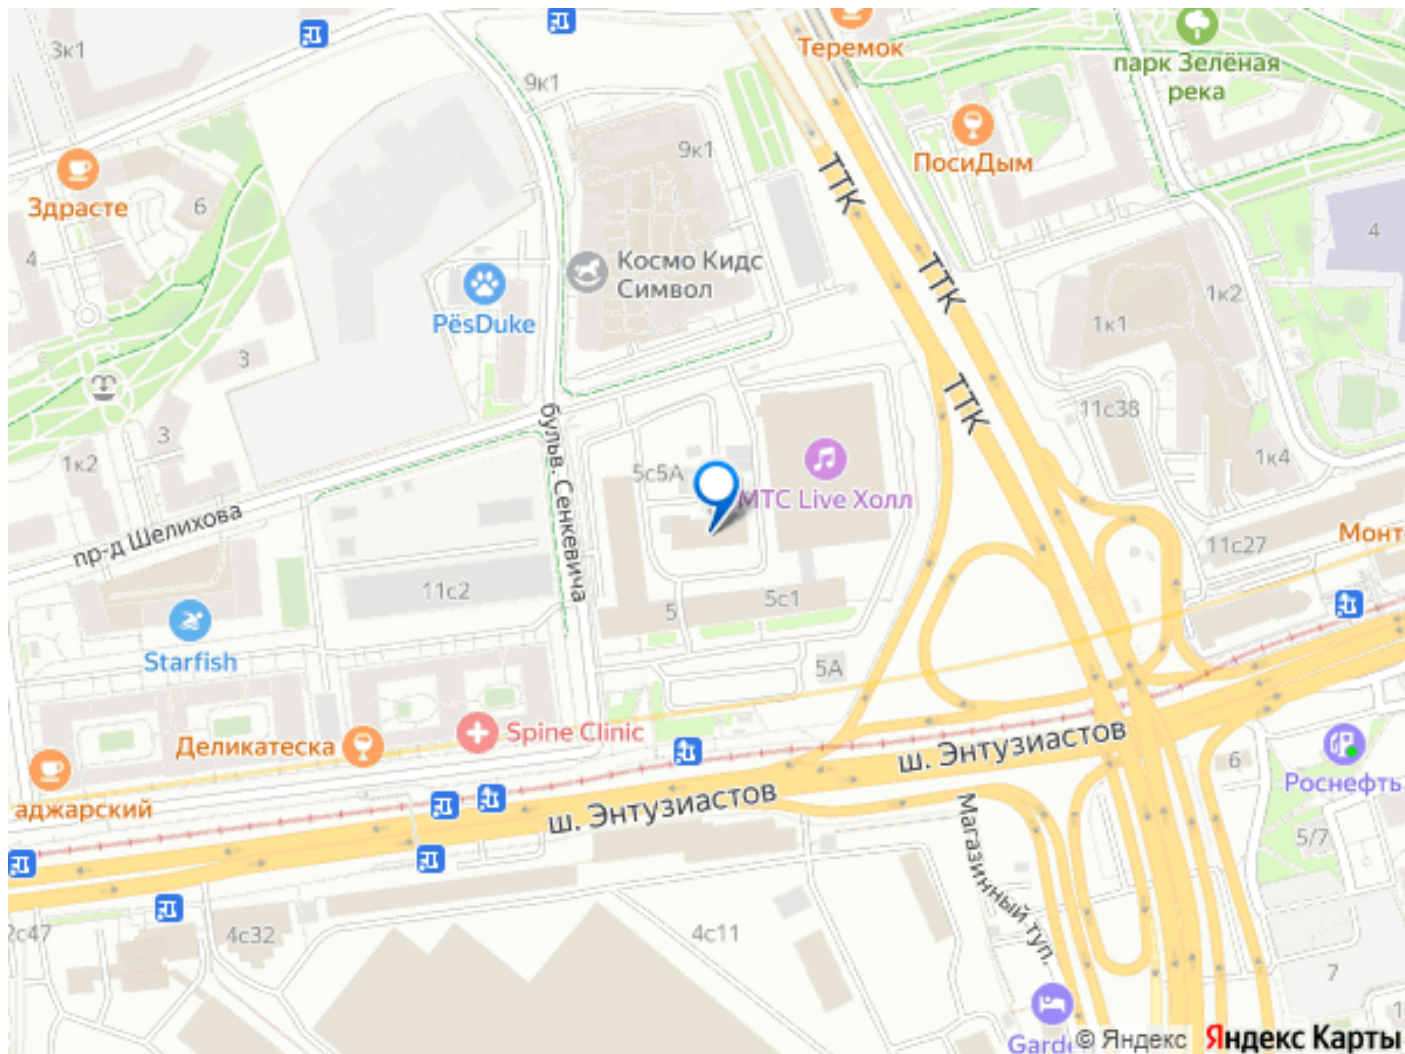 3к1
Теремок
парк Зелёная
река
9к1
9к1
ТТК
ПосиДым
Здрасте
6
4
4
Космо Кидс
Символ
ТТК
PёsDuke
1к2
1к1
3
ТТК
11с38
3
1к2
бульв. Сенкевича
5с5А
МТС Live Холл
1к4
пр-д Шелихова
11с27
Монт
11с2
5с1
5
Starfish
5А
Spine Clinic
Деликатеска
ш. Энтузиастов
6
Роснефть
аджарский
ш. Энтузиастов
Магазинный туп.
5/7
2с47
4с32
4с11
7
1
Garde
© Яндекс
Яндекс Карты